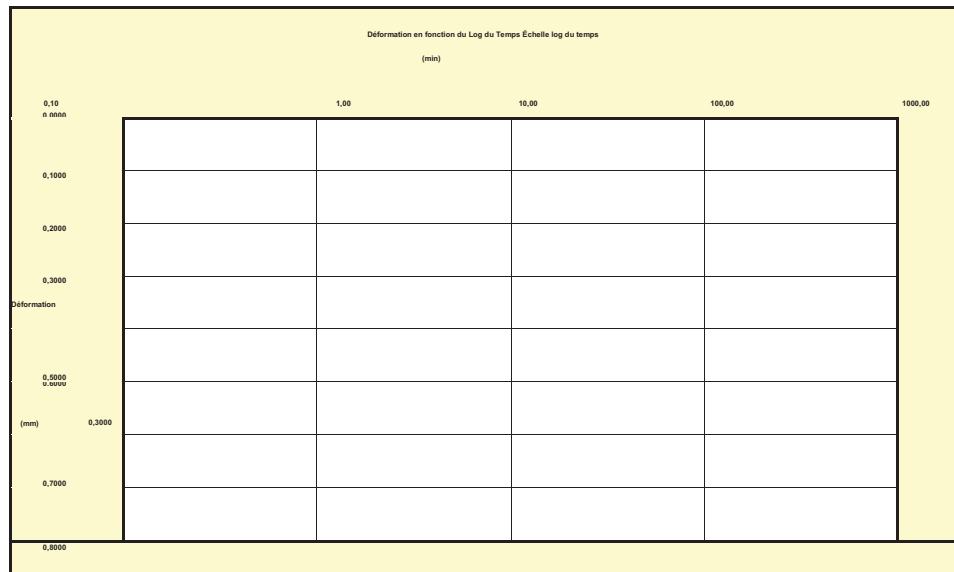 Déformation en fonction du Log du Temps Échelle log du temps
(min)
0,10 1,00 10,00 100,00 1000,00
0,0000
0,1000
0,2000
0,3000
Déformation
0,5000
0,6000
(mm) 0,3000
0,7000
0,8000